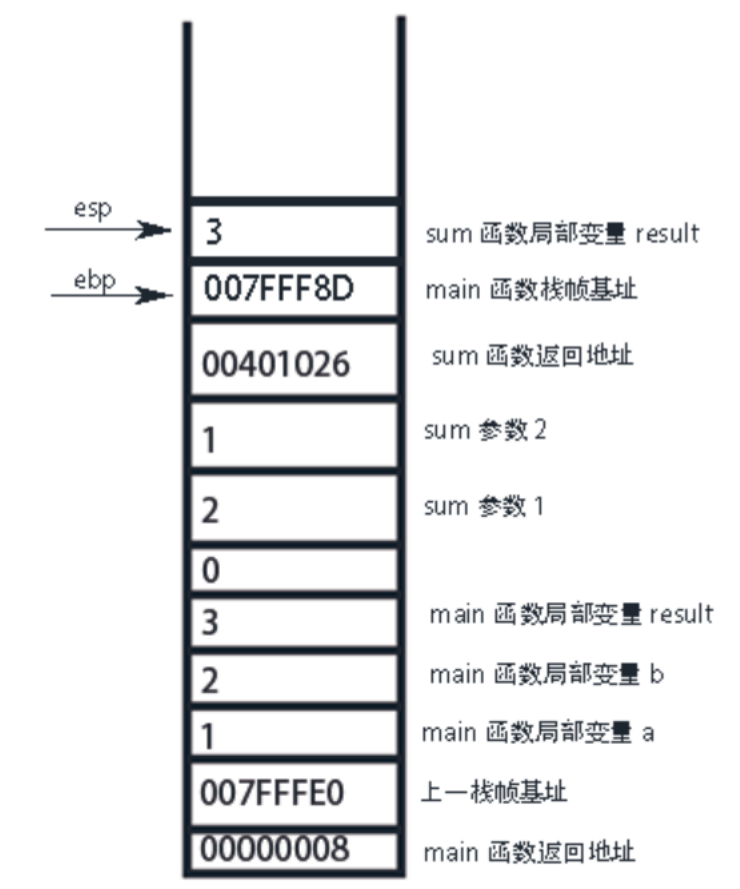 esp
3
sum 函数局部变量 result
ebp
007FFF8D
main 函数栈帧基址
00401026
sum 函数返回地址
1
sum 参数 2
2
sum 参数 1
0
3
main 函数局部变量 result
2
main 函数局部变量 b
1
main 函数局部变量 a
007FFFE0
上一栈帧基址
00000008
main 函数返回地址